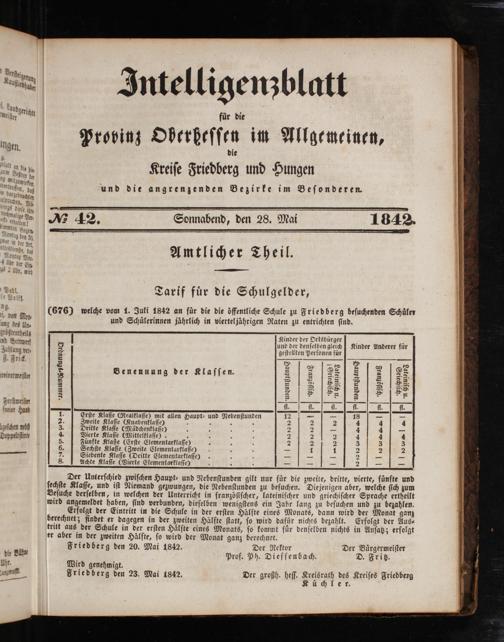 Intelligenzblatt
für die
Provinz Oberhessen im Allgemeinen,
die
Kreise Friedberg und Hungen
und die angrenzenden Bezirke im Besonderen.
№ 42. Sonnabend, den 28. Mai 1842.
Amtlicher Theil.
Tarif für die Schulgelder,
(676) welche vom 1. Juli 1842 an für die die öffentliche Schule zu Friedberg besuchenden Schüler
und Schülerinnen jährlich in vierteljährigen Raten zu entrichten sind.
Ordnungs-Nummer.
Benennung der Klassen.
Kinder der Ortsbürger
und der denselben gleich
gestellten Personen für
Kinder Anderer für
Hauptstunden. Französisch. Lateinisch u. Griechisch. Hauptstunden. Französisch. Lateinisch u. Griechisch.
fl. fl. fl. fl. fl. fl.
1. Erste Klasse (Realklasse) mit allen Haupt- und Nebenstunden 12 — — 18 — —
2. Zweite Klasse (Knabenklasse) 2 2 2 4 4 4
3. Dritte Klasse (Mädchenklasse) 2 2 — 4 4 —
4. Vierte Klasse (Mittelklasse) 2 2 2 4 4 4
5. Fünfte Klasse (Erste Elementarklasse)
6. Sechste Klasse (Zweite Elementarklasse)
7. Siebente Klasse (Dritte Elementarklasse)
8. Achte Klasse (Vierte Elementarklasse)
Der Unterschied zwischen Haupt- und Nebenstunden gilt nur für die zweite, dritte, vierte, fünfte und
sechste Klasse, und ist Niemand gezwungen, die Nebenstunden zu besuchen. Diejenigen aber, welche sich zum
Besuche derselben, in welchen der Unterricht in französischer, lateinischer und griechischer Sprache ertheilt
wird angemeldet haben, sind verbunden, dieselben wenigstens ein Jahr lang zu besuchen und zu bezahlen.
Erfolgt der Eintritt in die Schule in der ersten Hälfte eines Monats, dann wird der Monat ganz
berechnet; findet er dagegen in der zweiten Hälfte statt, so wird dafür nichts bezahlt. Erfolgt der Aus-
tritt aus der Schule in der ersten Hälfte eines Monats, so kommt für denselben nichts in Ansatz; erfolgt
er aber in der zweiten Hälfte, so wird der Monat ganz berechnet.
Friedberg den 20. Mai 1842. Der Rektor Der Bürgermeister
Prof. Ph. Dieffenbach. D. Fritz.
Wird genehmigt.
Friedberg den 23. Mai 1842. Der großh. hess. Kreisrath des Kreises Friedberg
Küchler.